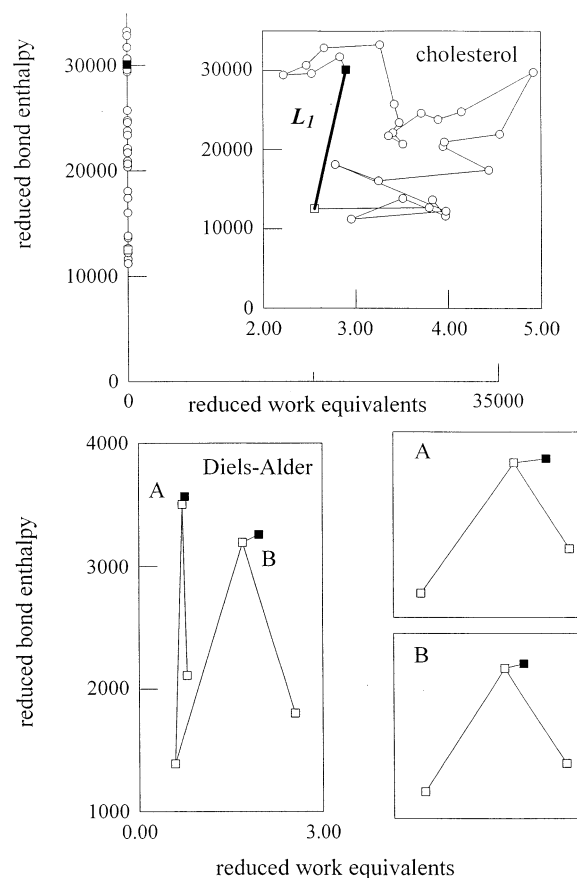 reduced bond enthalpy
30000
20000
10000
0
0
35000
reduced work equivalents
cholesterol
L1
30000
20000
10000
0
2.00
3.00
4.00
5.00
reduced bond enthalpy
4000
3000
2000
1000
0.00
3.00
Diels-Alder
A
B
reduced work equivalents
A
B